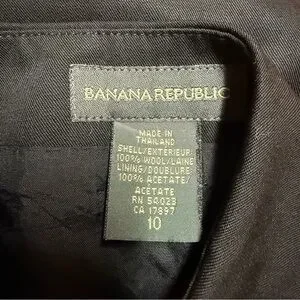 BANANA REPUBLIC
MADE IN
THAILAND
SHELL/EXTÉRIEUR:
100% WOOL/LAINE
LINING/DOUBLURE:
100% ACETATE/
ACÉTATE
RN 54023
CA 17897
10